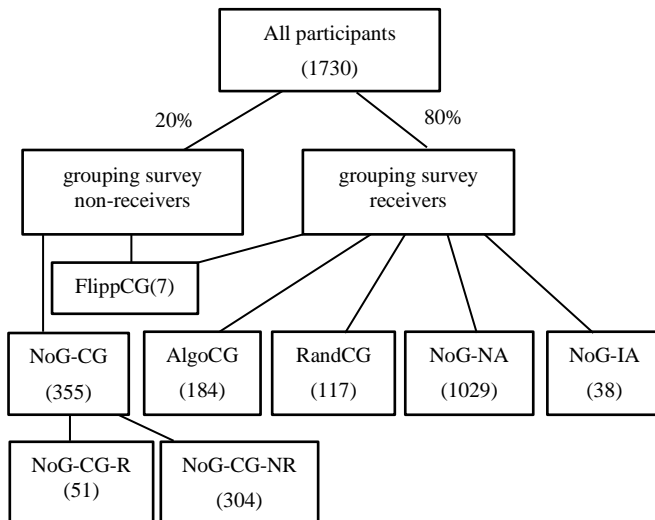 All participants
(1730)
20%
80%
grouping survey
non-receivers
grouping survey
receivers
FlippCG(7)
NoG-CG
(355)
AlgoCG
(184)
RandCG
(117)
NoG-NA
(1029)
NoG-IA
(38)
NoG-CG-R
(51)
NoG-CG-NR
(304)